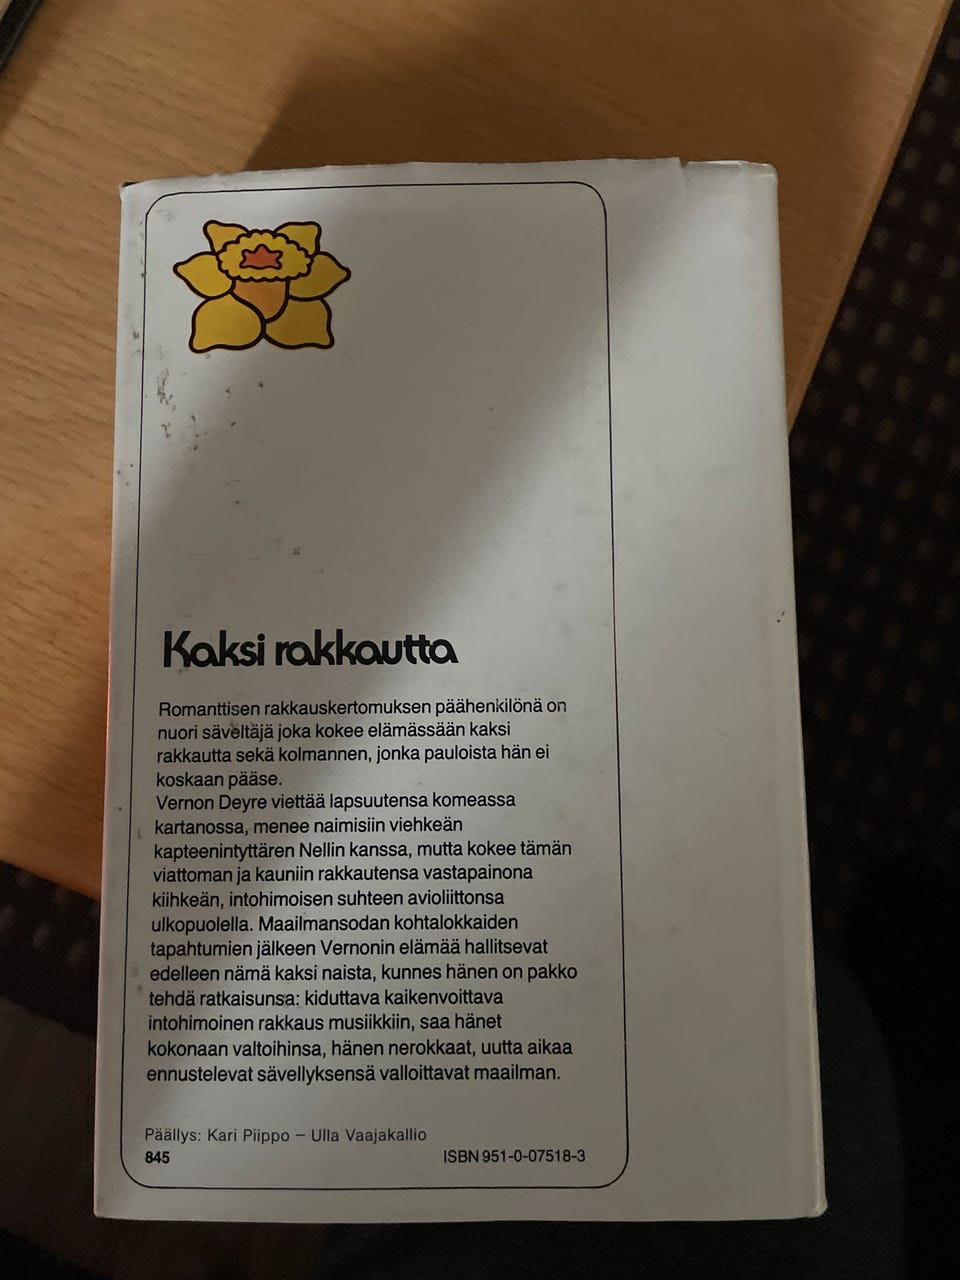 Kaksi rakkautta
Romanttisen rakkauskertomuksen päähenkilönä on
nuori säveltäjä joka kokee elämässään kaksi
rakkautta sekä kolmannen, jonka pauloista hän ei
koskaan pääse.
Vernon Deyre viettää lapsuutensa komeassa
kartanossa, menee naimisiin viehkeän
kapteenintyttären Nellin kanssa, mutta kokee tämän
viattoman ja kauniin rakkautensa vastapainona
kiihkeän, intohimoisen suhteen avioliittonsa
ulkopuolella. Maailmansodan kohtalokkaiden
tapahtumien jälkeen Vernonin elämää hallitsevat
edelleen nämä kaksi naista, kunnes hänen on pakko
tehdä ratkaisunsa: kiduttava kaikenvoittava
intohimoinen rakkaus musiikkiin, saa hänet
kokonaan valtoihinsa, hänen nerokkaat, uutta aikaa
ennustelevat sävellyksensä valloittavat maailman.
Päällys: Kari Piippo – Ulla Vaajakallio
845 ISBN 951-0-07518-3